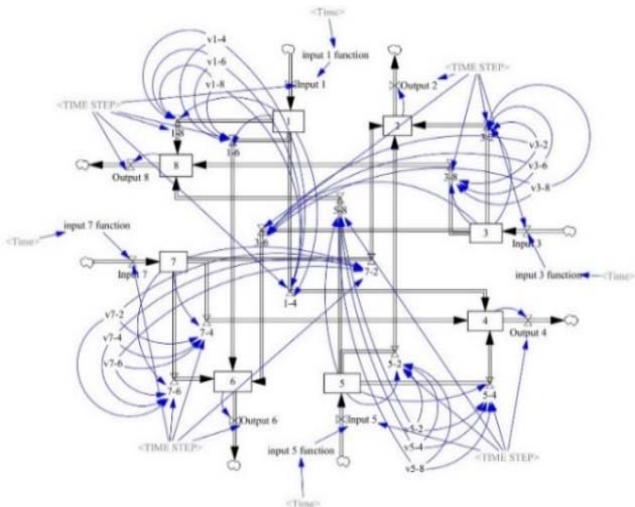 <Time>
v1-4
v1-6
v1-8
input 1 function
Input 1
Output 2
<TIME STEP>
<TIME STEP>
1
2
1-8
1-6
v3-2
v3-6
v3-8
8
Output 8
3-8
5-8
3
Input 3
3-6
input 7 function
<Time>
Input 7
7
7-2
input 3 function
<Time>
1-4
v7-2
v7-4
v7-6
7-4
4
Output 4
7-6
6
5
5-2
5-4
Output 6
Input 5
v5-2
v5-4
v5-8
<TIME STEP>
input 5 function
<TIME STEP>
<Time>